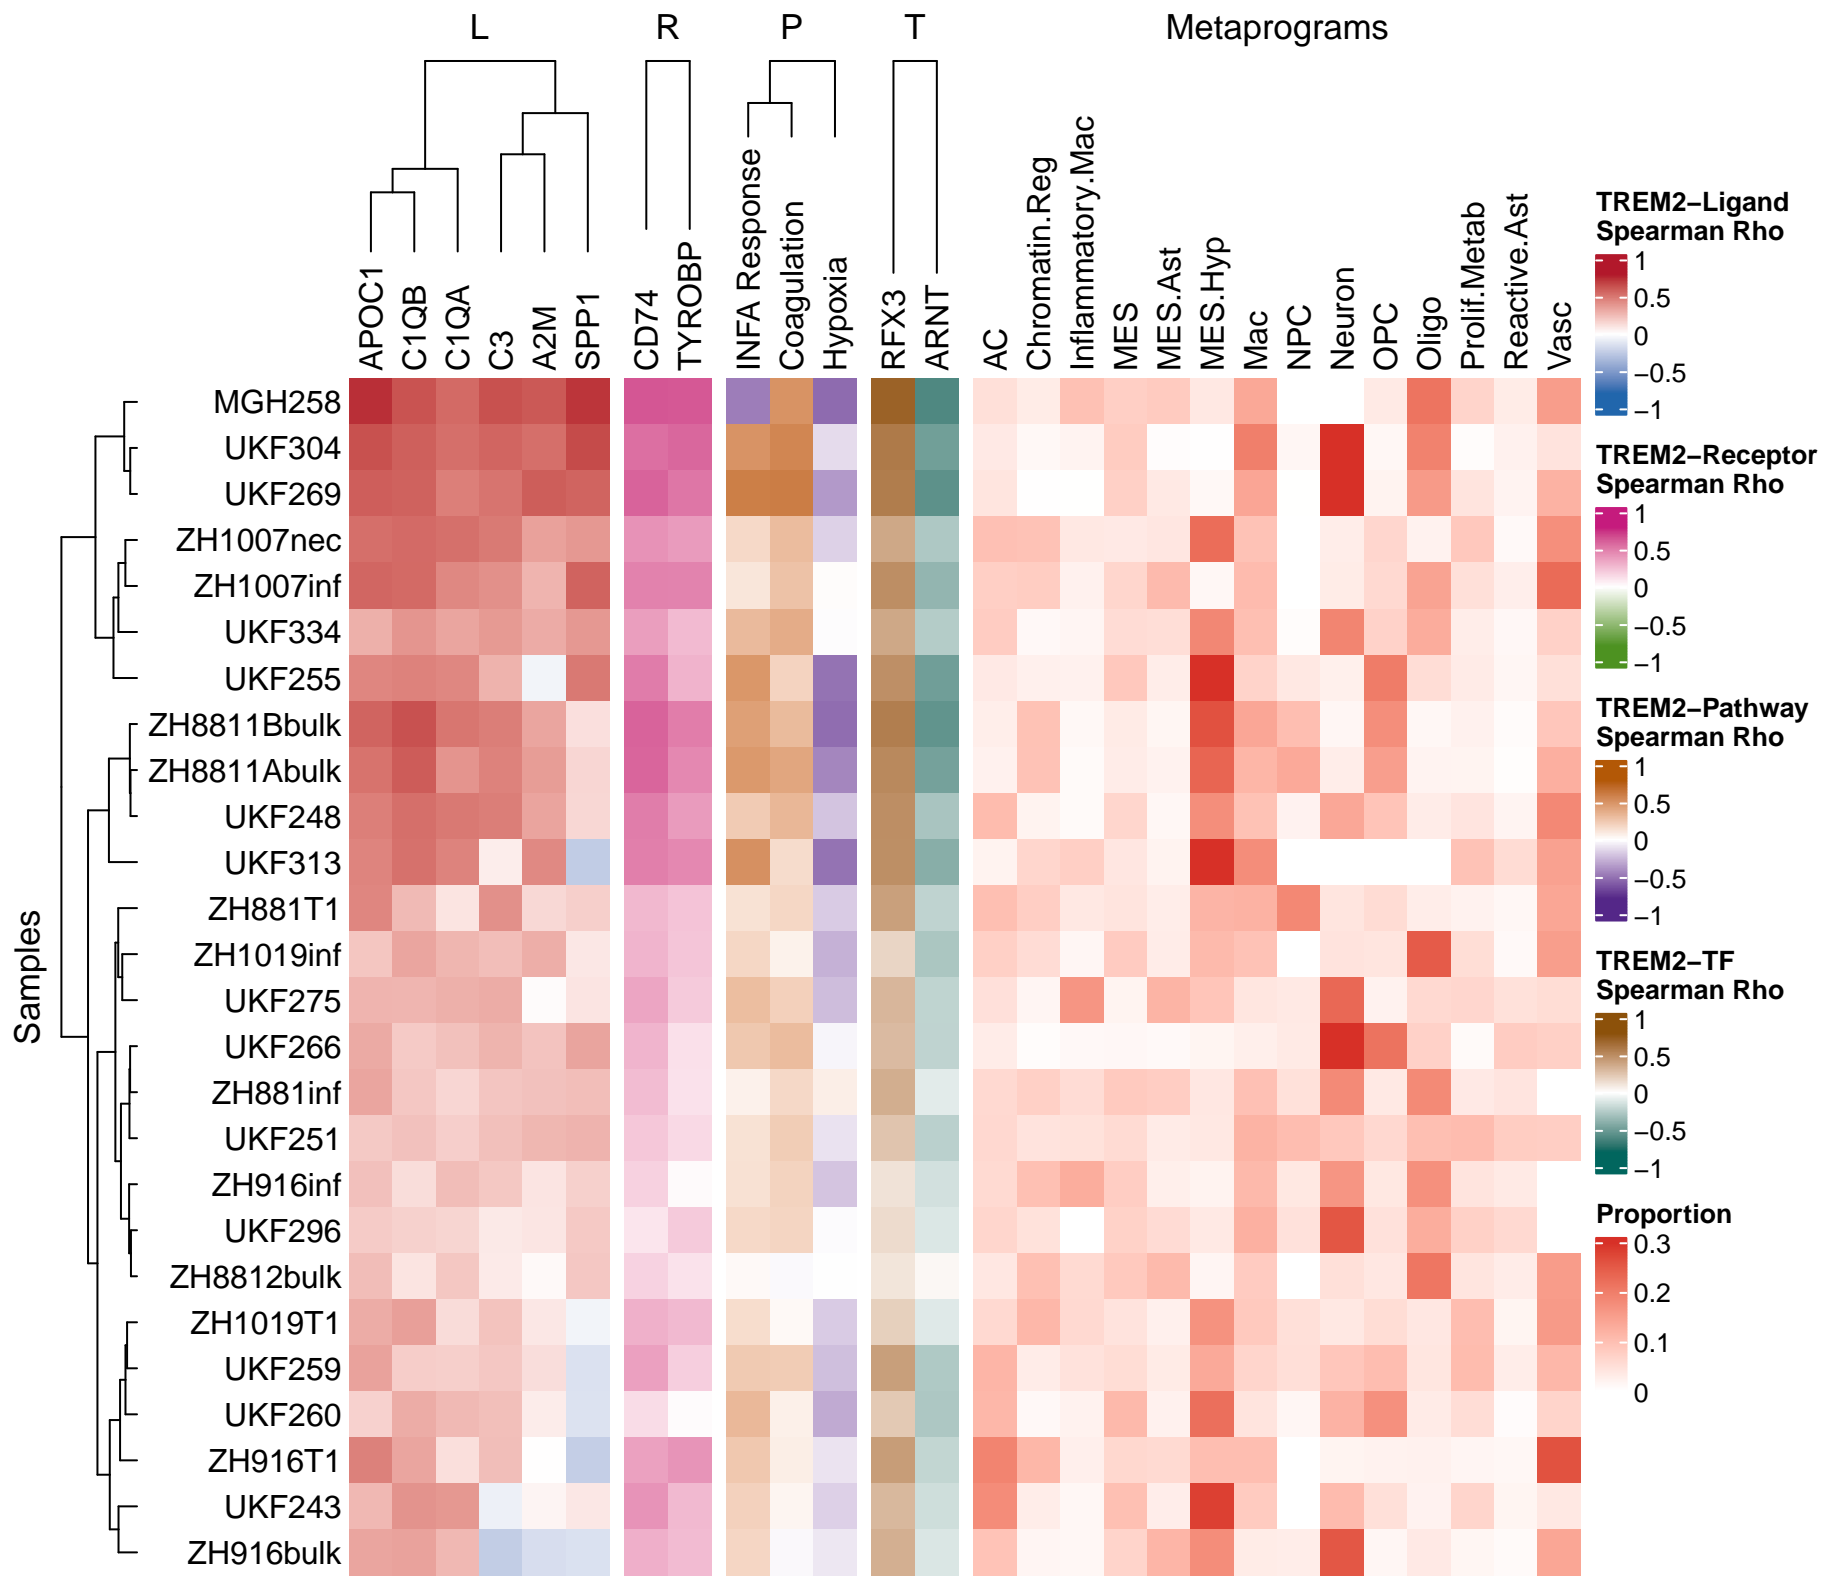 L R P T Metaprograms
APOC1 C1QB C1QA C3 A2M SPP1 CD74 TYROBP INFA Response Coagulation Hypoxia RFX3 ARNT AC Chromatin.Reg Inflammatory.Mac MES MES.Ast MES.Hyp Mac NPC Neuron OPC Oligo Prolif.Metab Reactive.Ast Vasc
Samples
MGH258
UKF304
UKF269
ZH1007nec
ZH1007inf
UKF334
UKF255
ZH8811Bbulk
ZH8811Abulk
UKF248
UKF313
ZH881T1
ZH1019inf
UKF275
UKF266
ZH881inf
UKF251
ZH916inf
UKF296
ZH8812bulk
ZH1019T1
UKF259
UKF260
ZH916T1
UKF243
ZH916bulk
TREM2−Ligand
Spearman Rho
1
0.5
0
−0.5
−1
TREM2−Receptor
Spearman Rho
1
0.5
0
−0.5
−1
TREM2−Pathway
Spearman Rho
1
0.5
0
−0.5
−1
TREM2−TF
Spearman Rho
1
0.5
0
−0.5
−1
Proportion
0.3
0.2
0.1
0